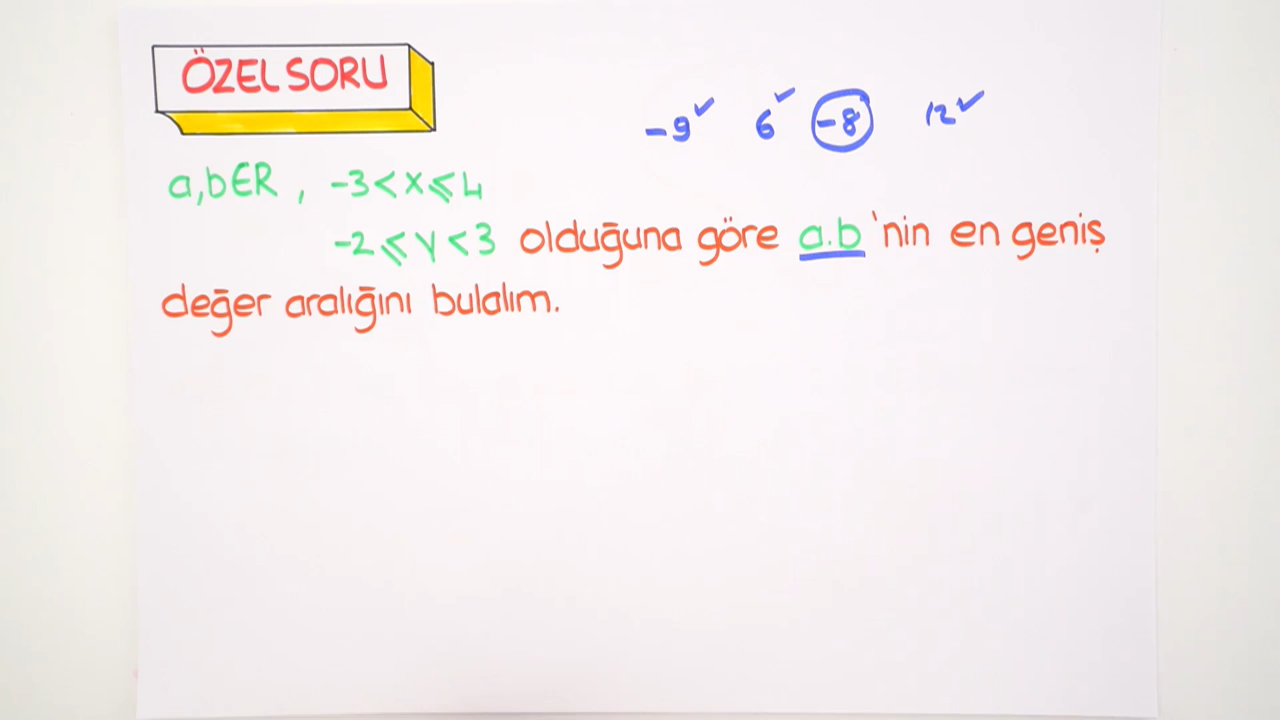 ÖZEL SORU
-9 ✓ 6 ✓ -8 12 ✓
a,b∈R , -3<x≤4
-2≤y<3 olduğuna göre a.b 'nin en geniş
değer aralığını bulalım.